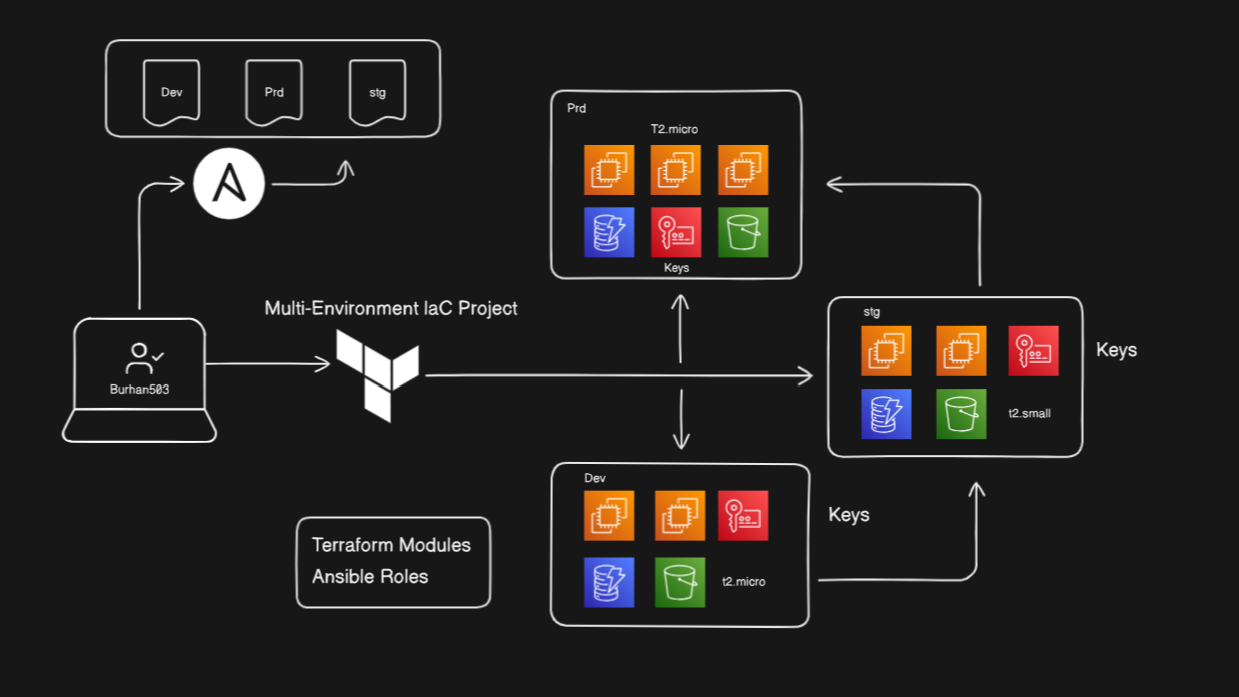 Dev
Prd
stg
Prd
T2.micro
Keys
Multi-Environment IaC Project
Burhan503
stg
t2.small
Keys
Dev
t2.micro
Keys
Terraform Modules
Ansible Roles